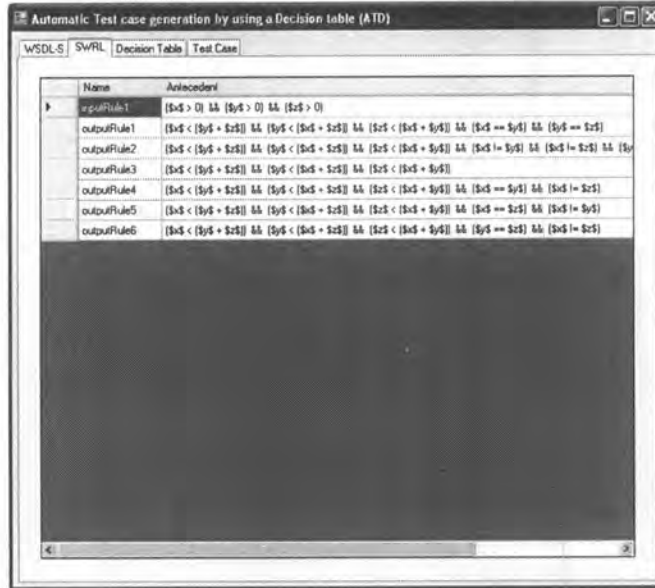 Automatic Test case generation by using a Decision table (ATD)
WSDL-S SWRL Decision Table Test Case
Name Antecedent
inputRule1 ($x$ > 0) && ($y$ > 0) && ($z$ > 0)
outputRule1 ($x$ < ($y$ + $z$)) && ($y$ < ($x$ + $z$)) && ($z$ < ($x$ + $y$)) && ($x$ == $y$) && ($y$ == $z$)
outputRule2 ($x$ < ($y$ + $z$)) && ($y$ < ($x$ + $z$)) && ($z$ < ($x$ + $y$)) && ($x$ != $y$) && ($x$ != $z$) && ($y
outputRule3 ($x$ < ($y$ + $z$)) && ($y$ < ($x$ + $z$)) && ($z$ < ($x$ + $y$))
outputRule4 ($x$ < ($y$ + $z$)) && ($y$ < ($x$ + $z$)) && ($z$ < ($x$ + $y$)) && ($x$ == $y$) && ($x$ != $z$)
outputRule5 ($x$ < ($y$ + $z$)) && ($y$ < ($x$ + $z$)) && ($z$ < ($x$ + $y$)) && ($x$ == $z$) && ($x$ != $y$)
outputRule6 ($x$ < ($y$ + $z$)) && ($y$ < ($x$ + $z$)) && ($z$ < ($x$ + $y$)) && ($y$ == $z$) && ($x$ != $z$)